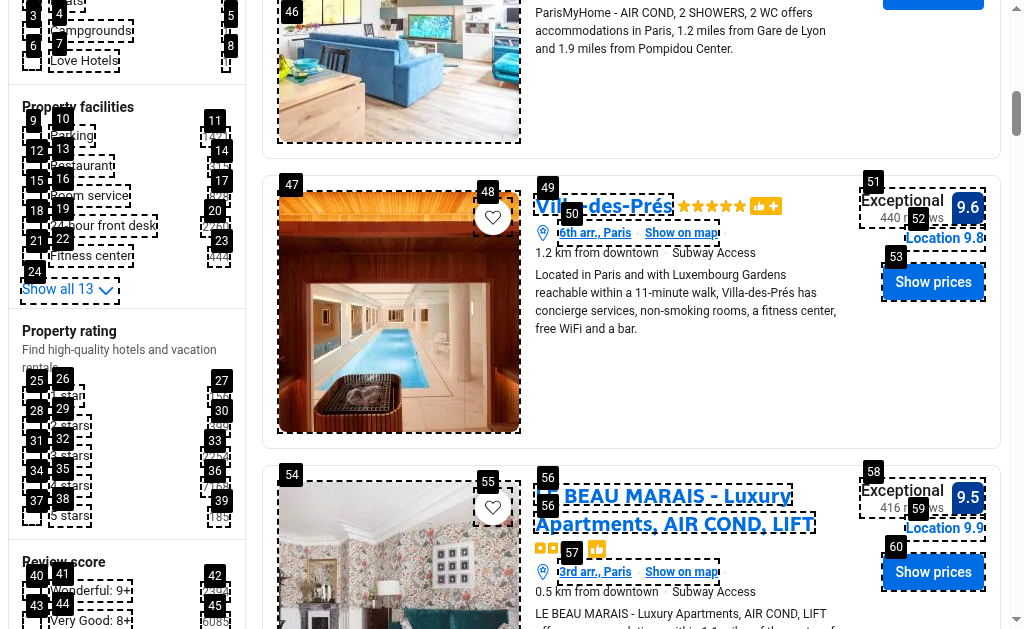 3
4
5
Campgrounds
6
7
8
Love Hotels
Property facilities
9
10
11
Parking
12
13
14
Restaurant
15
16
17
Room service
18
19
20
24-hour front desk
21
22
23
Fitness center
444
24
Show all 13
Property rating
Find high-quality hotels and vacation
rentals
25
26
27
1 star
28
29
30
2 stars
31
32
33
3 stars
34
35
36
4 stars
37
38
39
5 stars
185
Review score
40
41
42
Wonderful: 9+
43
44
45
Very Good: 8+
6085
46
ParisMyHome - AIR COND, 2 SHOWERS, 2 WC offers
accommodations in Paris, 1.2 miles from Gare de Lyon
and 1.9 miles from Pompidou Center.
47
48
49
Villa-des-Prés
50
6th arr., Paris · Show on map
1.2 km from downtown · Subway Access
Located in Paris and with Luxembourg Gardens
reachable within a 11-minute walk, Villa-des-Prés has
concierge services, non-smoking rooms, a fitness center,
free WiFi and a bar.
51
Exceptional
9.6
440 reviews
52
Location 9.8
53
Show prices
54
55
56
LE BEAU MARAIS - Luxury
56
Apartments, AIR COND, LIFT
57
3rd arr., Paris · Show on map
0.5 km from downtown · Subway Access
LE BEAU MARAIS - Luxury Apartments, AIR COND, LIFT
58
Exceptional
9.5
416 reviews
59
Location 9.9
60
Show prices